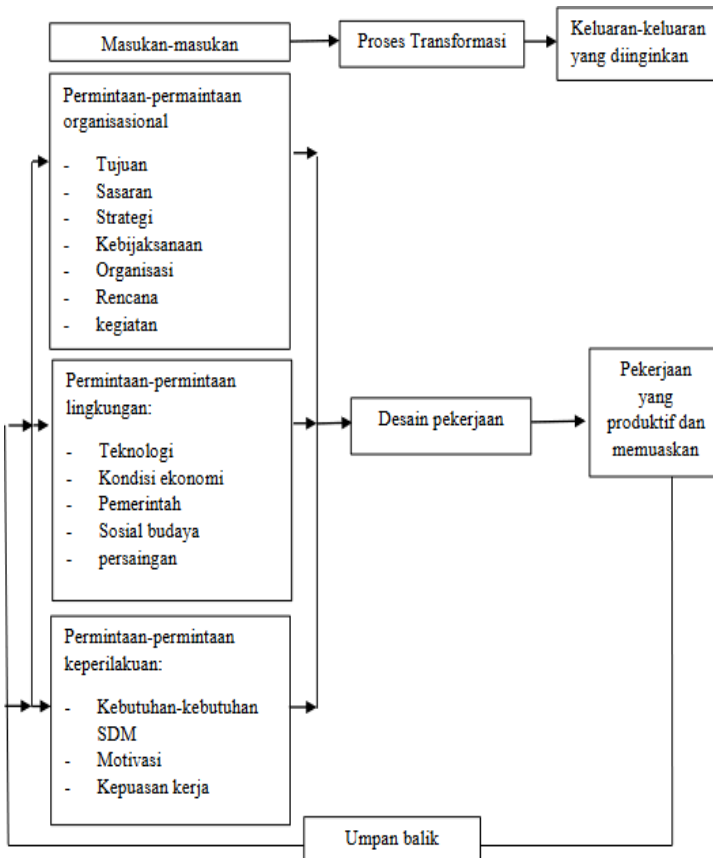 Masukan-masukan
Proses Transformasi
Keluaran-keluaran
yang diinginkan
Permintaan-permaintaan
organisasional
- Tujuan
- Sasaran
- Strategi
- Kebijaksanaan
- Organisasi
- Rencana
- kegiatan
Permintaan-permintaan
lingkungan:
- Teknologi
- Kondisi ekonomi
- Pemerintah
- Sosial budaya
- persaingan
Desain pekerjaan
Pekerjaan
yang
produktif dan
memuaskan
Permintaan-permintaan
keperilakuan:
- Kebutuhan-kebutuhan
SDM
- Motivasi
- Kepuasan kerja
Umpan balik